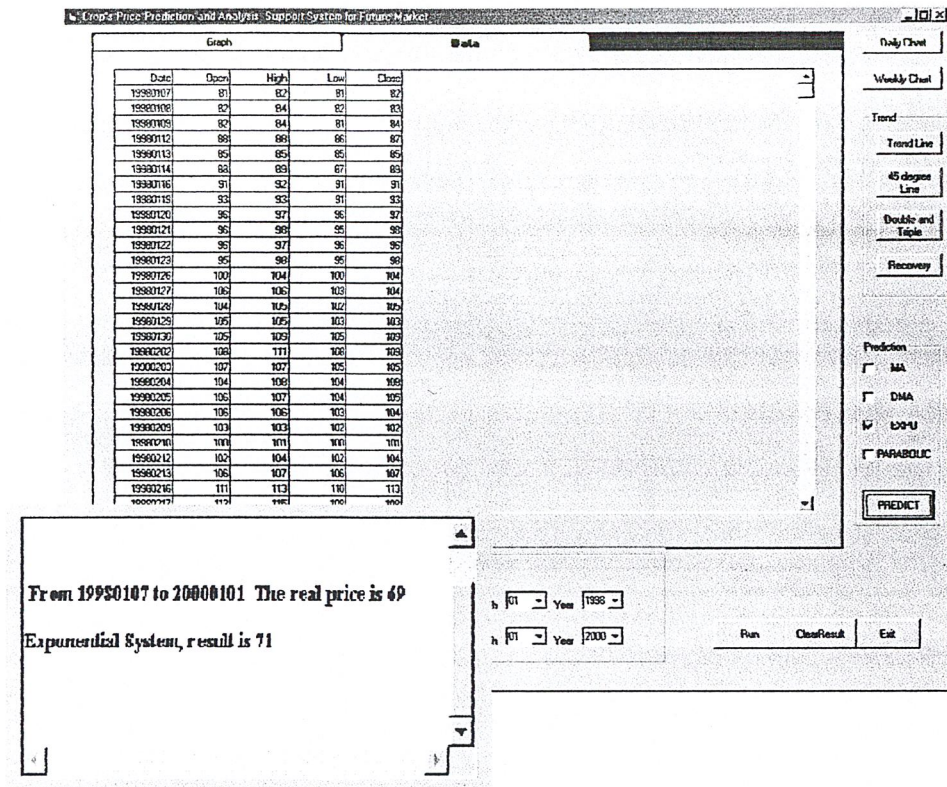 Crop's Price Prediction and Analysis Support System for Future Market
Graph Data
Date Open High Low Close
19980107 81 82 81 82
19980108 82 84 82 83
19980109 82 84 81 84
19980112 88 88 86 87
19980113 85 85 85 85
19980114 88 89 87 89
19980116 91 92 91 91
19980119 93 93 91 93
19980120 96 97 96 97
19980121 96 98 95 98
19980122 96 97 96 96
19980123 95 98 95 98
19980126 100 104 100 104
19980127 106 106 103 104
19980128 104 105 102 105
19980129 105 105 103 103
19980130 105 109 105 109
19980202 108 111 108 109
19980203 107 107 105 105
19980204 104 108 104 108
19980205 106 107 104 105
19980206 106 106 103 104
19980209 103 103 102 102
19980210 100 101 100 101
19980212 102 104 102 104
19980213 106 107 106 107
19980216 111 113 110 113
Daily Chart
Weekly Chart
Trend
Trend Line
45 degree
Line
Double and
Triple
Recovery
Prediction
MA
DMA
EXPO
PARABOLIC
PREDICT
From 19980107 to 20000101 The real price is 69
Exponential System, result is 71
h 01 Year 1998
h 01 Year 2000
Run ClearResult Exit